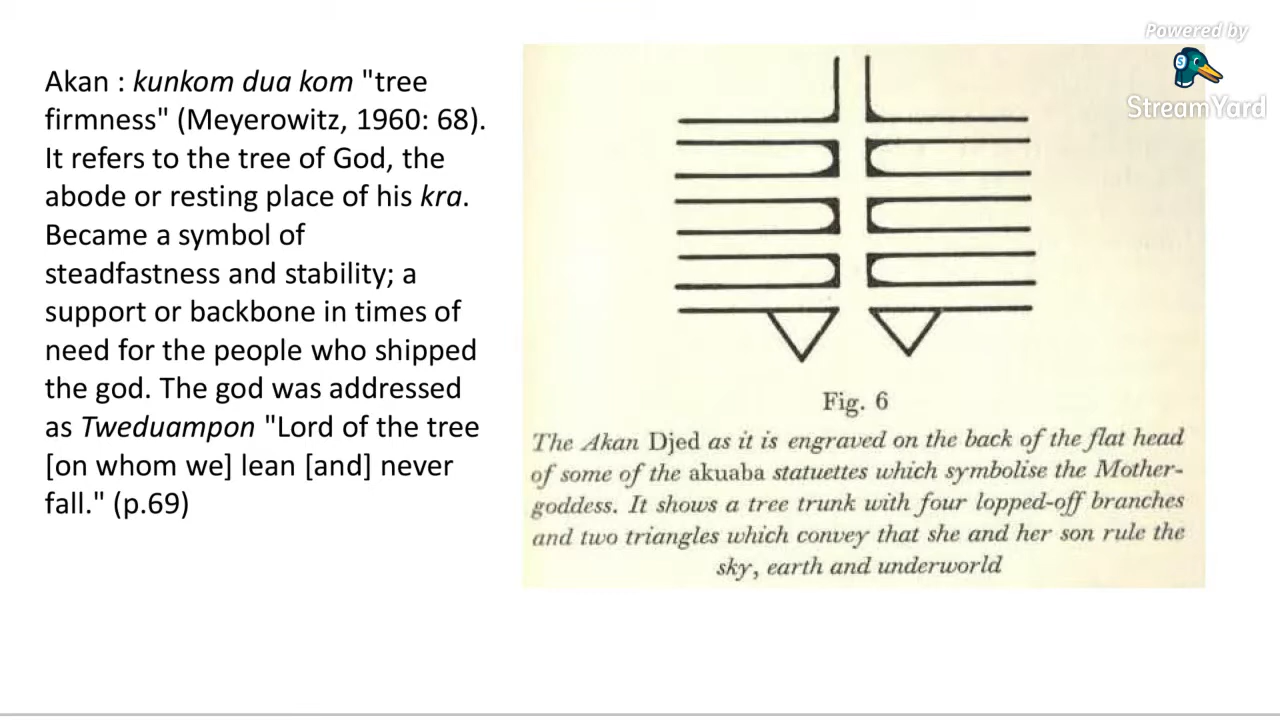 Akan : kunkom dua kom "tree
firmness" (Meyerowitz, 1960: 68).
It refers to the tree of God, the
abode or resting place of his kra.
Became a symbol of
steadfastness and stability; a
support or backbone in times of
need for the people who shipped
the god. The god was addressed
as Tweduampon "Lord of the tree
[on whom we] lean [and] never
fall." (p.69)
Fig. 6
The Akan Djed as it is engraved on the back of the flat head
of some of the akuaba statuettes which symbolise the Mother-
goddess. It shows a tree trunk with four lopped-off branches
and two triangles which convey that she and her son rule the
sky, earth and underworld
Powered by
StreamYard